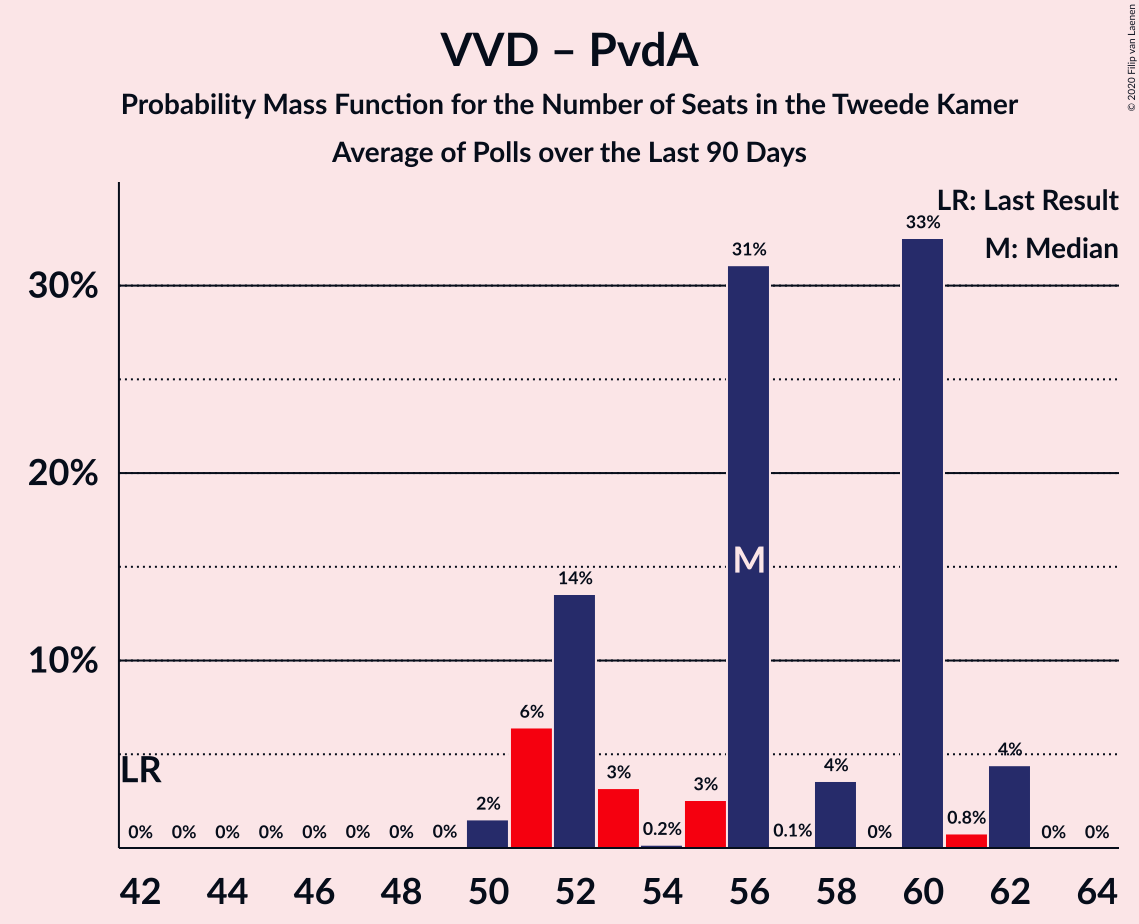 VVD – PvdA
Probability Mass Function for the Number of Seats in the Tweede Kamer
Average of Polls over the Last 90 Days
© 2020 Filip van Laenen
LR: Last Result
M: Median
30%
20%
10%
LR
M
0%
0%
0%
0%
0%
0%
0%
0%
2%
6%
14%
3%
0.2%
3%
31%
0.1%
4%
0%
33%
0.8%
4%
0%
0%
42 44 46 48 50 52 54 56 58 60 62 64